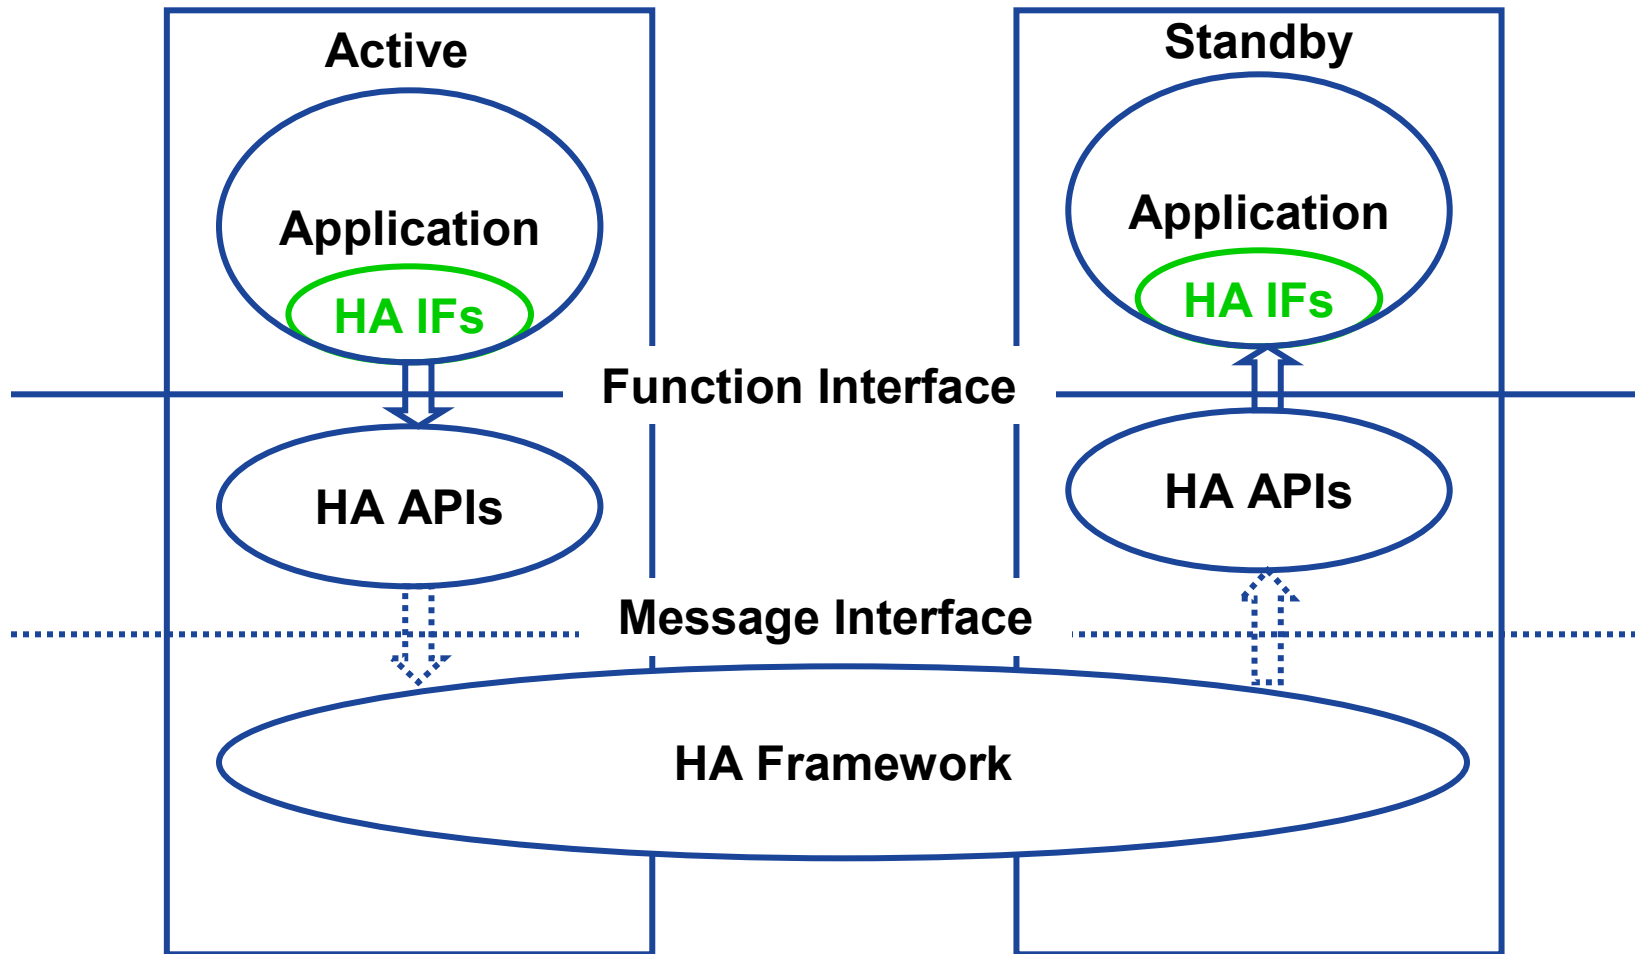 Active
Standby
Application
Application
HA IFs
HA IFs
Function Interface
HA APIs
HA APIs
Message Interface
HA Framework